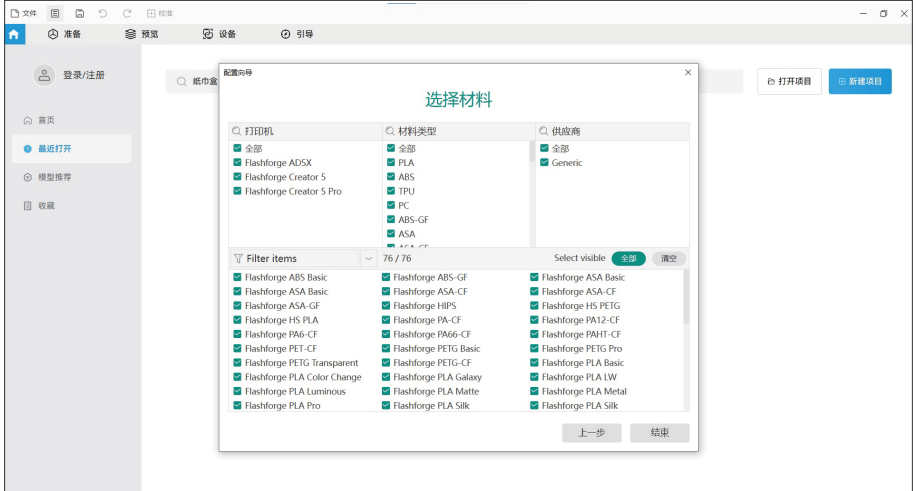 文件 校准
准备 预览 设备 引导
登录/注册
首页
最近打开
模型推荐
收藏
纸巾盒
打开项目 新建项目
配置向导
选择材料
打印机 材料类型 供应商
全部 全部 全部
Flashforge AD5X PLA Generic
Flashforge Creator 5 ABS
Flashforge Creator 5 Pro TPU
PC
ABS-GF
ASA
ASA-CF
Filter items 76 / 76 Select visible 全部 清空
Flashforge ABS Basic Flashforge ABS-GF Flashforge ASA Basic
Flashforge ASA Basic Flashforge ASA-CF Flashforge ASA-CF
Flashforge ASA-GF Flashforge HIPS Flashforge HS PETG
Flashforge HS PLA Flashforge PA-CF Flashforge PA12-CF
Flashforge PA6-CF Flashforge PA66-CF Flashforge PAHT-CF
Flashforge PET-CF Flashforge PETG Basic Flashforge PETG Pro
Flashforge PETG Transparent Flashforge PETG-CF Flashforge PLA Basic
Flashforge PLA Color Change Flashforge PLA Galaxy Flashforge PLA LW
Flashforge PLA Luminous Flashforge PLA Matte Flashforge PLA Metal
Flashforge PLA Pro Flashforge PLA Silk Flashforge PLA Silk
上一步 结束